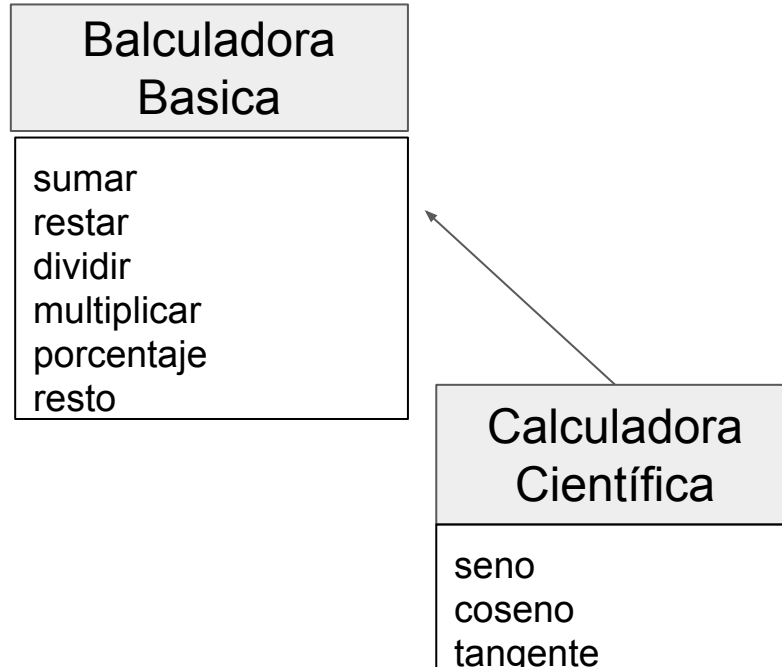 Balculadora
Basica
sumar
restar
dividir
multiplicar
porcentaje
resto
Calculadora
Científica
seno
coseno
tangente